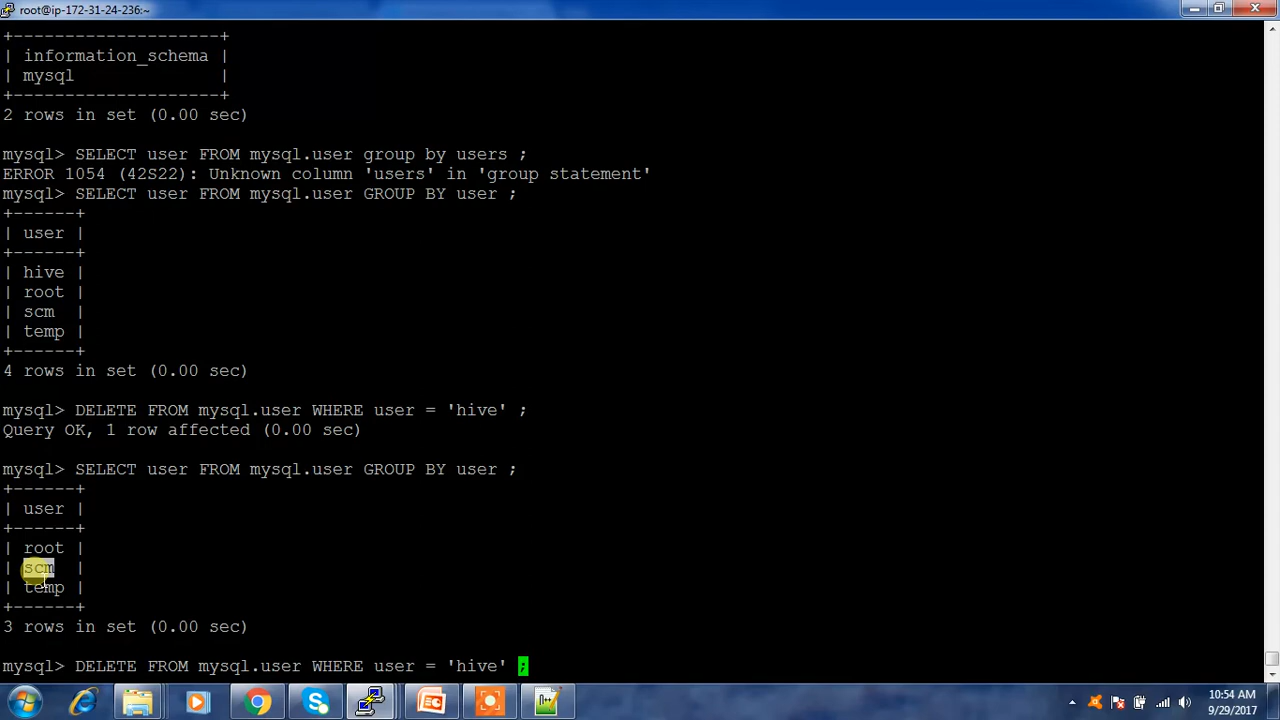 root@ip-172-31-24-236:~
+--------------------+
| information_schema |
| mysql              |
+--------------------+
2 rows in set (0.00 sec)
mysql> SELECT user FROM mysql.user group by users ;
ERROR 1054 (42S22): Unknown column 'users' in 'group statement'
mysql> SELECT user FROM mysql.user GROUP BY user ;
+------+
| user |
+------+
| hive |
| root |
| scm  |
| temp |
+------+
4 rows in set (0.00 sec)
mysql> DELETE FROM mysql.user WHERE user = 'hive' ;
Query OK, 1 row affected (0.00 sec)
mysql> SELECT user FROM mysql.user GROUP BY user ;
+------+
| user |
+------+
| root |
| scm  |
| temp |
+------+
3 rows in set (0.00 sec)
mysql> DELETE FROM mysql.user WHERE user = 'hive' ;
10:54 AM
9/29/2017